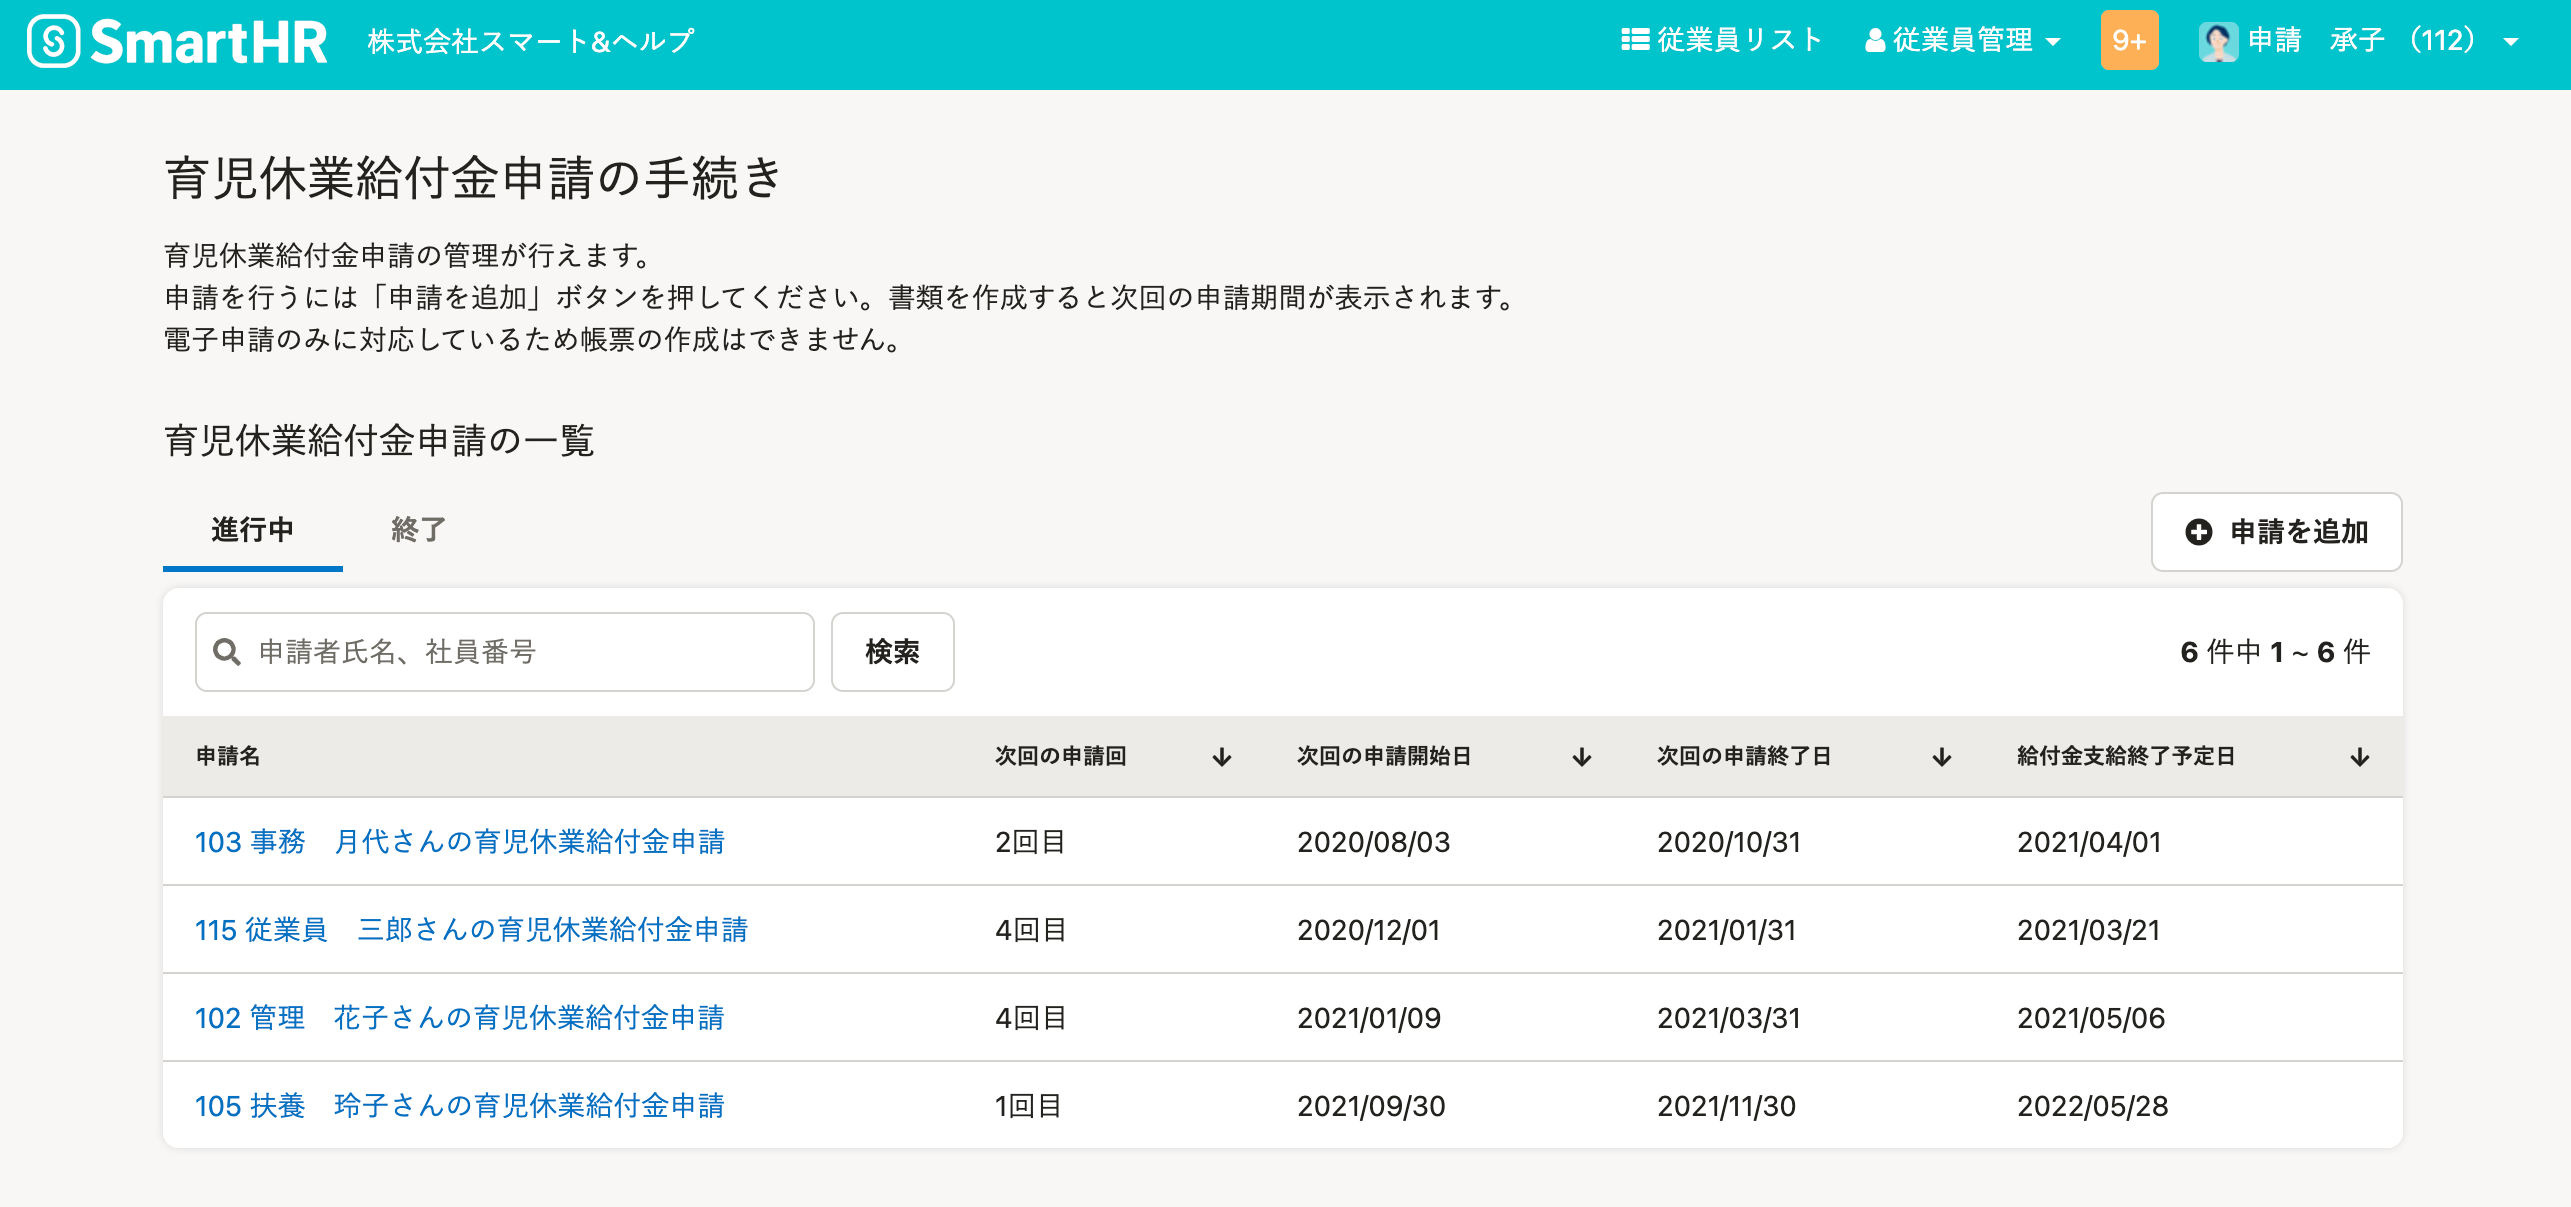 SmartHR 株式会社スマート&ヘルプ 従業員リスト 従業員管理 9+ 申請　承子 （112）
育児休業給付金申請の手続き
育児休業給付金申請の管理が行えます。
申請を行うには「申請を追加」ボタンを押してください。書類を作成すると次回の申請期間が表示されます。
電子申請のみに対応しているため帳票の作成はできません。
育児休業給付金申請の一覧
進行中 終了 申請を追加
申請者氏名、社員番号 検索 6 件中 1 ~ 6 件
申請名 次回の申請回 次回の申請開始日 次回の申請終了日 給付金支給終了予定日
103 事務　月代さんの育児休業給付金申請 2回目 2020/08/03 2020/10/31 2021/04/01
115 従業員　三郎さんの育児休業給付金申請 4回目 2020/12/01 2021/01/31 2021/03/21
102 管理　花子さんの育児休業給付金申請 4回目 2021/01/09 2021/03/31 2021/05/06
105 扶養　玲子さんの育児休業給付金申請 1回目 2021/09/30 2021/11/30 2022/05/28